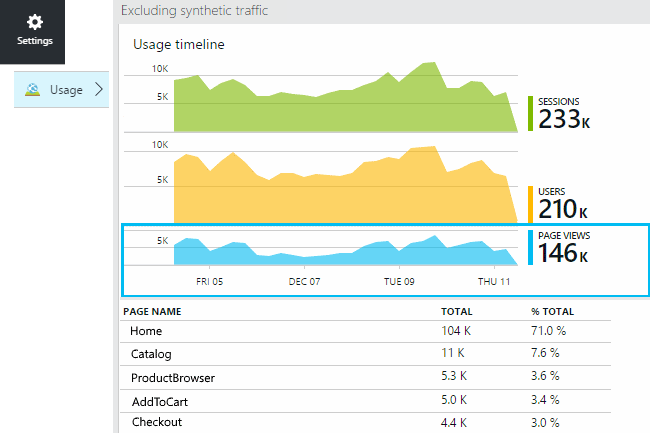 Excluding synthetic traffic
Settings
Usage
Usage timeline
10K
5K
SESSIONS
233K
10K
5K
USERS
210K
5K
PAGE VIEWS
146K
FRI 05 DEC 07 TUE 09 THU 11
PAGE NAME TOTAL % TOTAL
Home 104 K 71.0 %
Catalog 11 K 7.6 %
ProductBrowser 5.3 K 3.6 %
AddToCart 5.0 K 3.4 %
Checkout 4.4 K 3.0 %